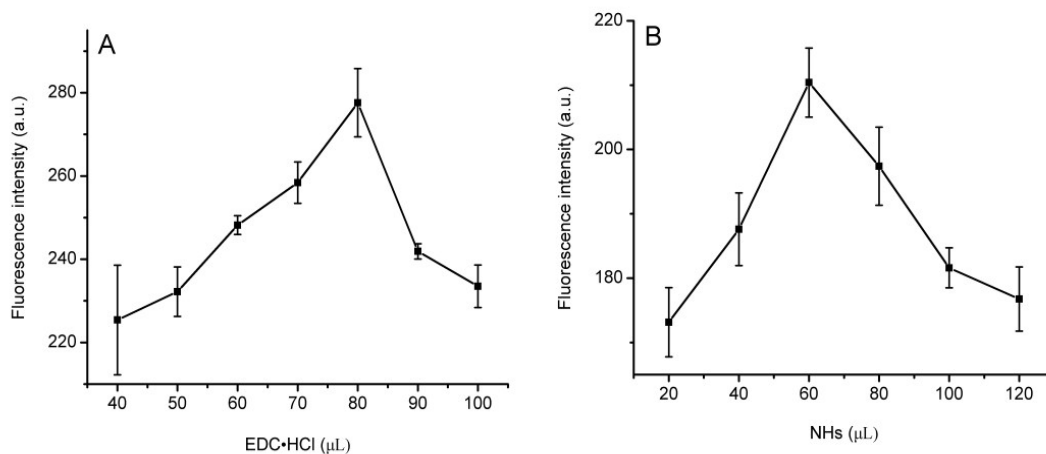 A
Fluorescence intensity (a.u.)
280
260
240
220
40 50 60 70 80 90 100
EDC•HCl (μL)
B
Fluorescence intensity (a.u.)
220
200
180
20 40 60 80 100 120
NHs (μL)